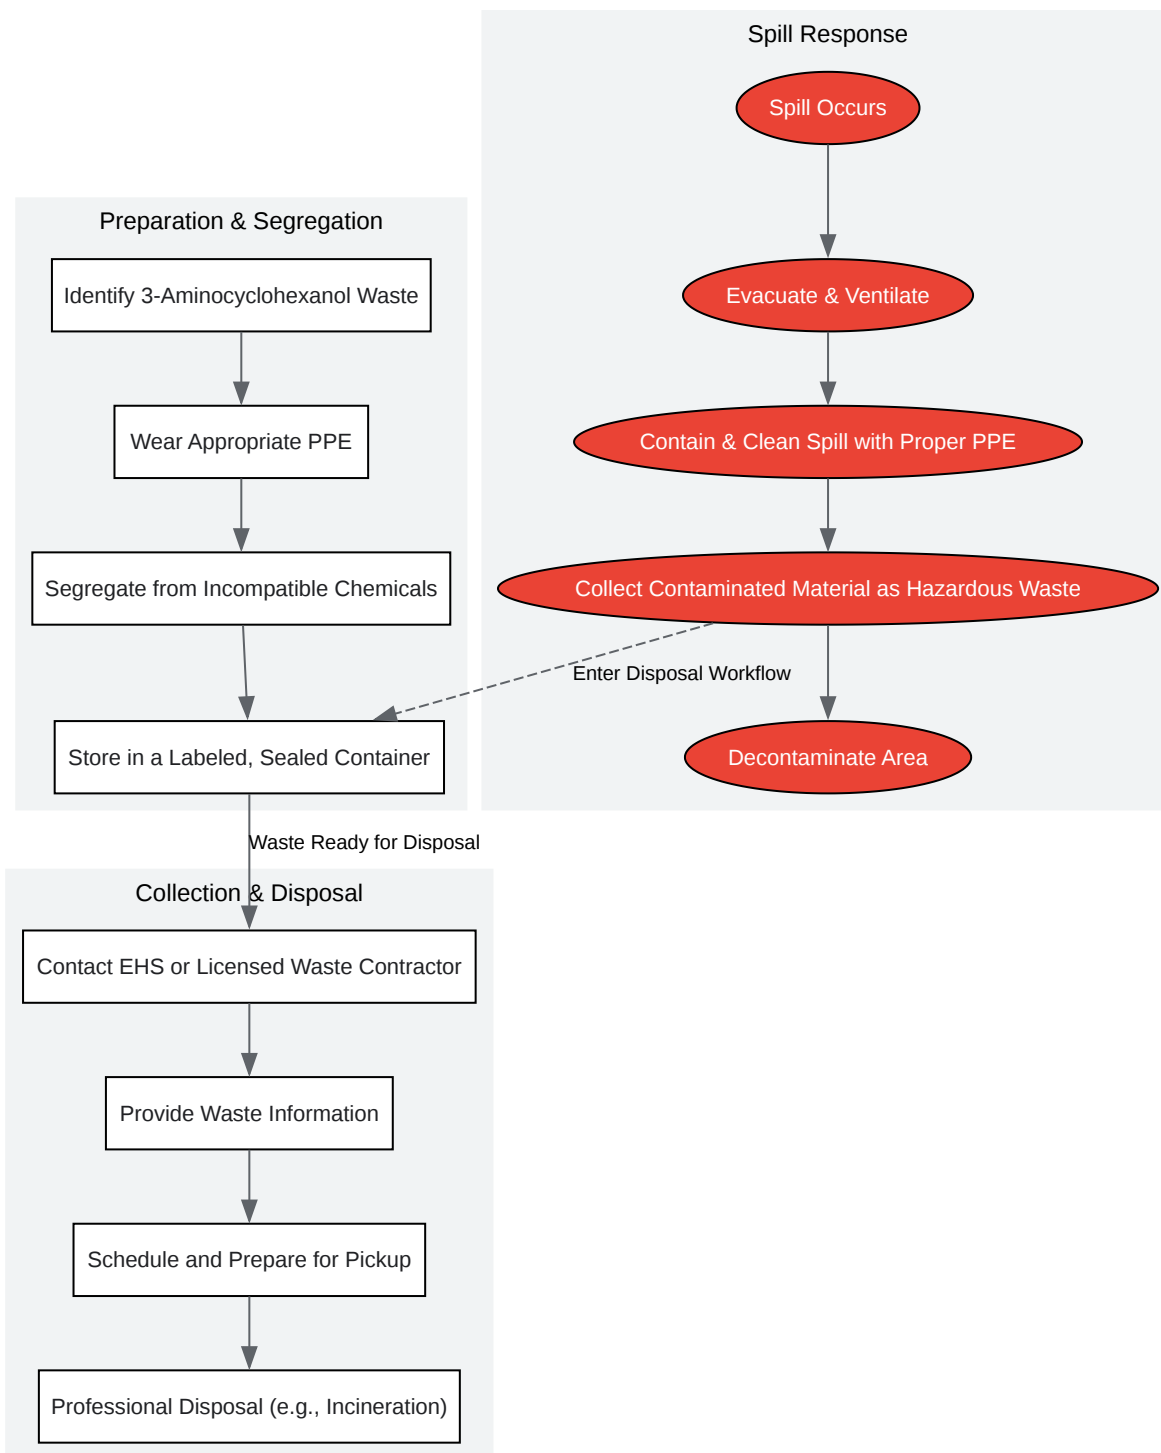 Spill Response
Spill Occurs
Evacuate & Ventilate
Contain & Clean Spill with Proper PPE
Collect Contaminated Material as Hazardous Waste
Enter Disposal Workflow
Decontaminate Area
Preparation & Segregation
Identify 3-Aminocyclohexanol Waste
Wear Appropriate PPE
Segregate from Incompatible Chemicals
Store in a Labeled, Sealed Container
Waste Ready for Disposal
Collection & Disposal
Contact EHS or Licensed Waste Contractor
Provide Waste Information
Schedule and Prepare for Pickup
Professional Disposal (e.g., Incineration)